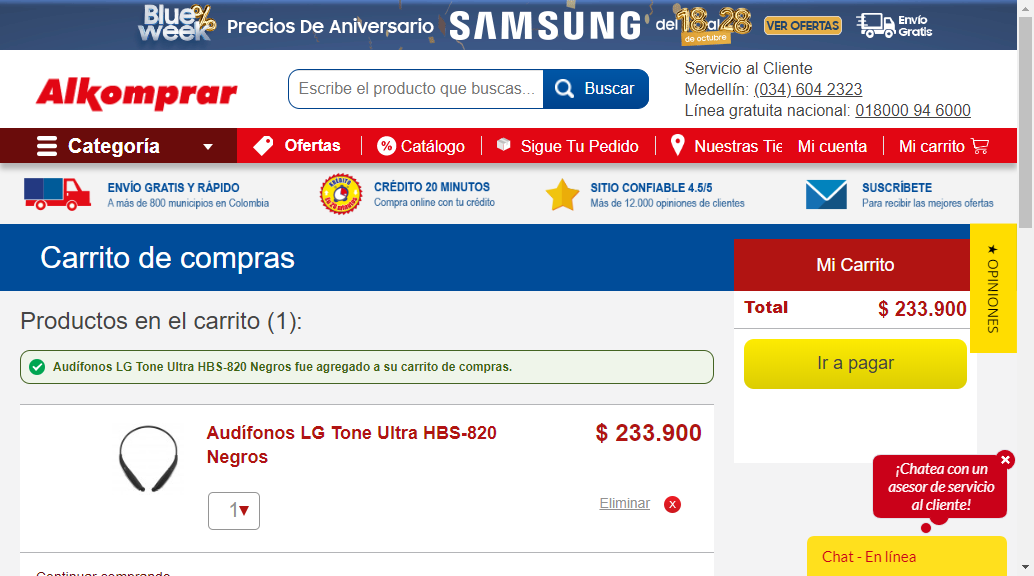 Blue Week %
Precios De Aniversario
SAMSUNG
del 18 al 28
de octubre
VER OFERTAS
Envío
Gratis
Alkomprar
Escribe el producto que buscas...
Buscar
Servicio al Cliente
Medellín: (034) 604 2323
Línea gratuita nacional: 018000 94 6000
Categoría
Ofertas
% Catálogo
Sigue Tu Pedido
Nuestras Tie
Mi cuenta
Mi carrito
ENVÍO GRATIS Y RÁPIDO
A más de 800 municipios en Colombia
CRÉDITO 20 MINUTOS
Compra online con tu crédito
SITIO CONFIABLE 4.5/5
Más de 12.000 opiniones de clientes
SUSCRÍBETE
Para recibir las mejores ofertas
Carrito de compras
Mi Carrito
★ OPINIONES
Total $ 233.900
Productos en el carrito (1):
Ir a pagar
Audífonos LG Tone Ultra HBS-820 Negros fue agregado a su carrito de compras.
Audífonos LG Tone Ultra HBS-820
Negros
$ 233.900
1
Eliminar
x
¡Chatea con un
asesor de servicio
al cliente!
Chat - En línea
Continuar comprando